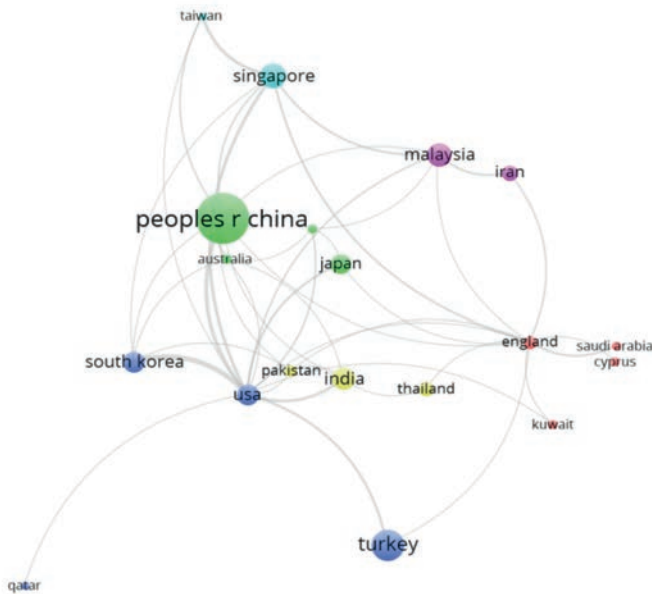 taiwan
singapore
malaysia
iran
peoples r china
australia
japan
england
saudi arabia
cyprus
south korea
pakistan
india
usa
thailand
kuwait
turkey
qatar